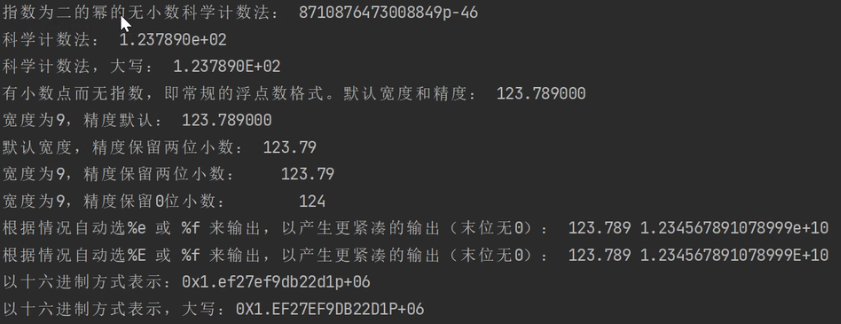 指数为二的幂的无小数科学计数法： 8710876473008849p-46
科学计数法： 1.237890e+02
科学计数法，大写： 1.237890E+02
有小数点而无指数，即常规的浮点数格式。默认宽度和精度： 123.789000
宽度为9，精度默认： 123.789000
默认宽度，精度保留两位小数： 123.79
宽度为9，精度保留两位小数：    123.79
宽度为9，精度保留0位小数：       124
根据情况自动选%e 或 %f 来输出，以产生更紧凑的输出（末位无0）： 123.789 1.234567891078999e+10
根据情况自动选%E 或 %f 来输出，以产生更紧凑的输出（末位无0）： 123.789 1.234567891078999E+10
以十六进制方式表示：0x1.ef27ef9db22d1p+06
以十六进制方式表示，大写：0X1.EF27EF9DB22D1P+06